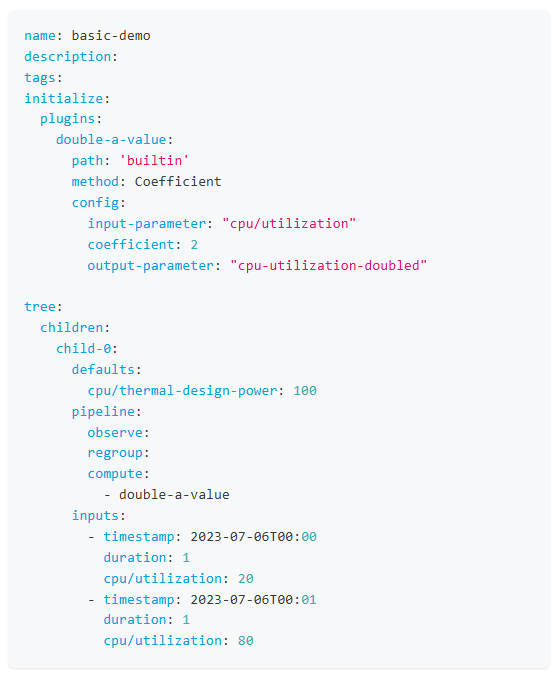 name: basic-demo
description:
tags:
initialize:
  plugins:
    double-a-value:
      path: 'builtin'
      method: Coefficient
      config:
        input-parameter: "cpu/utilization"
        coefficient: 2
        output-parameter: "cpu-utilization-doubled"

tree:
  children:
    child-0:
      defaults:
        cpu/thermal-design-power: 100
      pipeline:
        observe:
        regroup:
        compute:
          - double-a-value
      inputs:
        - timestamp: 2023-07-06T00:00
          duration: 1
          cpu/utilization: 20
        - timestamp: 2023-07-06T00:01
          duration: 1
          cpu/utilization: 80